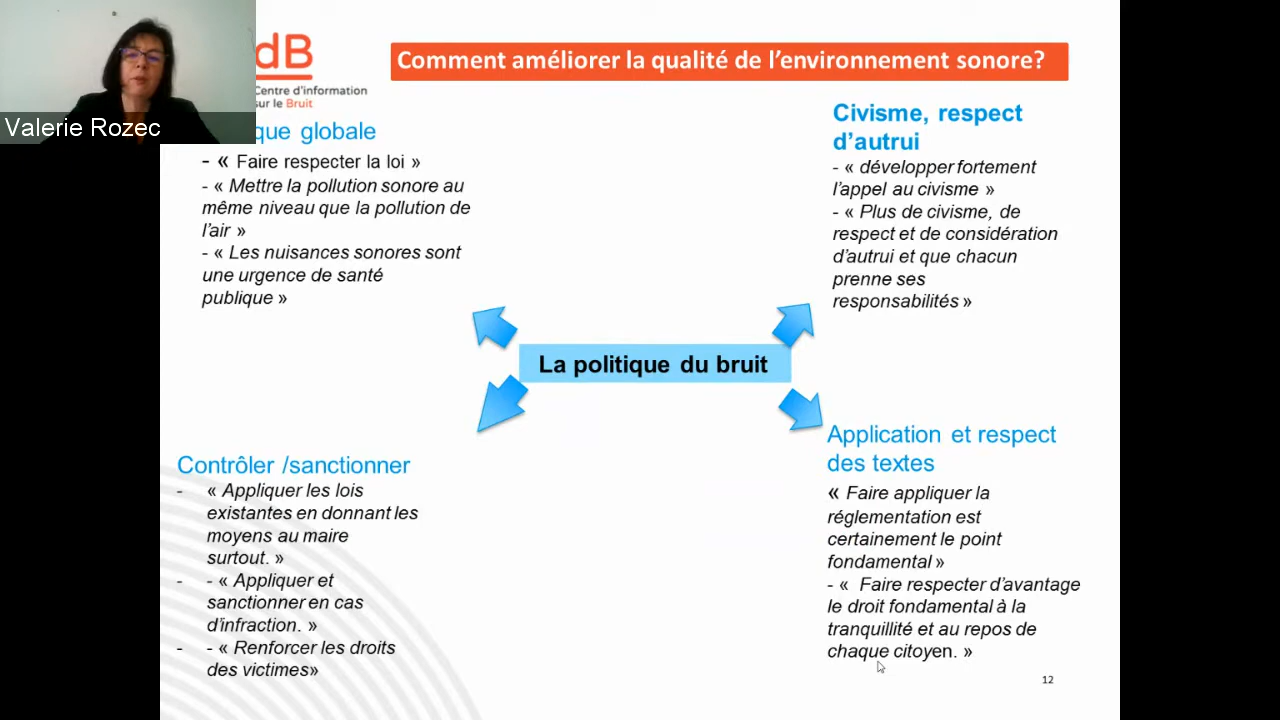 Valerie Rozec
dB
Centre d'information
sur le Bruit
Comment améliorer la qualité de l'environnement sonore?
que globale
- « Faire respecter la loi »
- « Mettre la pollution sonore au
même niveau que la pollution de
l'air »
- « Les nuisances sonores sont
une urgence de santé
publique »
Civisme, respect
d'autrui
- « développer fortement
l'appel au civisme »
- « Plus de civisme, de
respect et de considération
d'autrui et que chacun
prenne ses
responsabilités »
La politique du bruit
Contrôler /sanctionner
- « Appliquer les lois
existantes en donnant les
moyens au maire
surtout. »
- - « Appliquer et
sanctionner en cas
d'infraction. »
- - « Renforcer les droits
des victimes»
Application et respect
des textes
« Faire appliquer la
réglementation est
certainement le point
fondamental »
- « Faire respecter d'avantage
le droit fondamental à la
tranquillité et au repos de
chaque citoyen. »
12